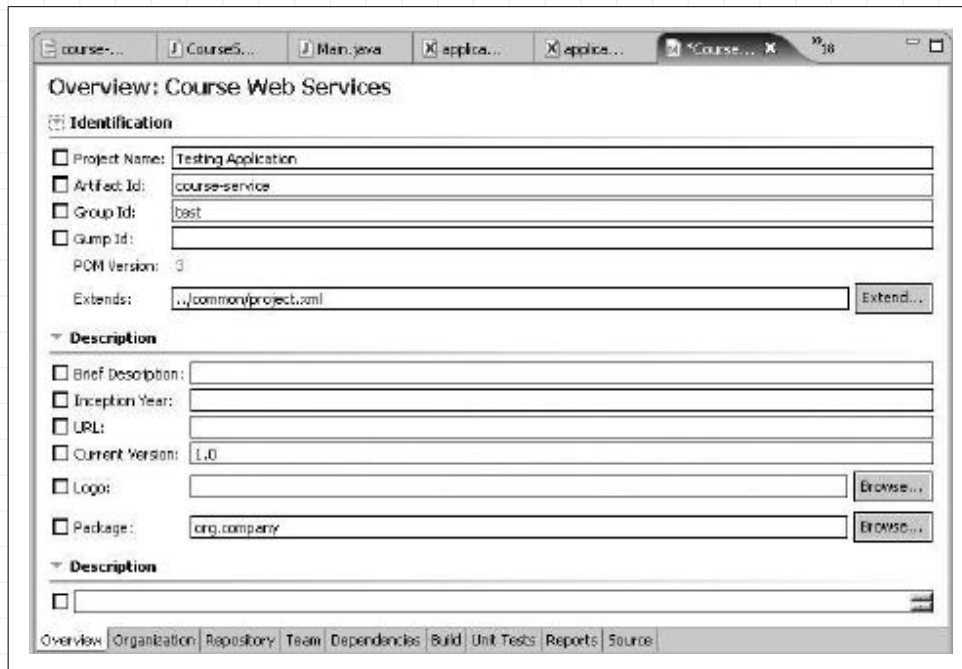 course-... CourseS... Main.java applica... applica... *Course... 18
Overview: Course Web Services
Identification
Project Name: Testing Application
Artifact Id: course-service
Group Id: test
Gump Id:
POM Version: 3
Extends: ../common/project.xml Extend...
Description
Brief Description:
Inception Year:
URL:
Current Version: 1.0
Logo: Browse...
Package: org.company Browse...
Description
Overview Organization Repository Team Dependencies Build Unit Tests Reports Source